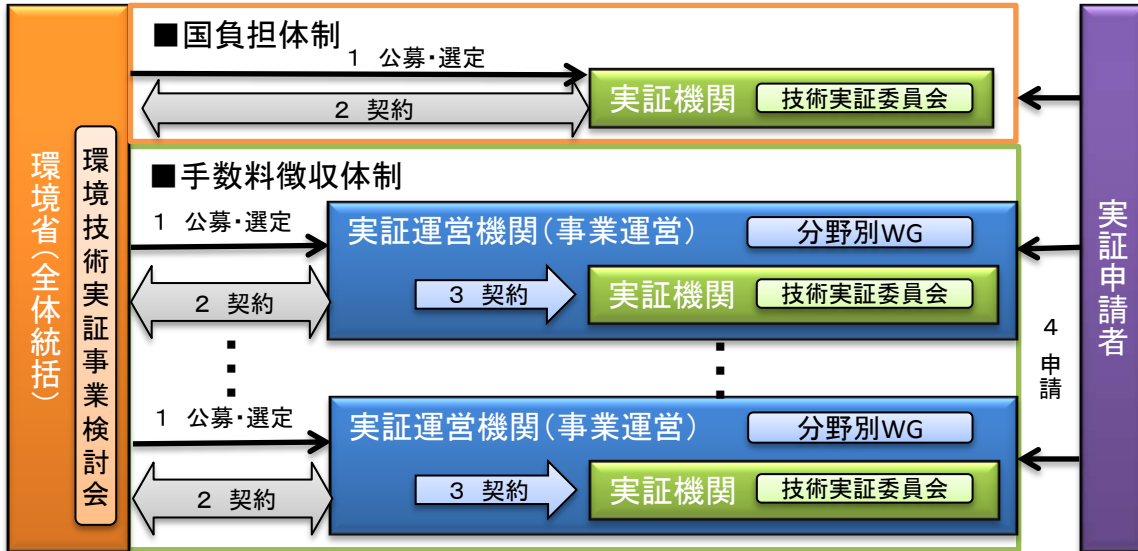 環境省(全体統括)
環境技術実証事業検討会
■国負担体制
1 公募・選定
2 契約
実証機関
技術実証委員会
■手数料徴収体制
1 公募・選定
2 契約
実証運営機関(事業運営)
分野別WG
3 契約
実証機関
技術実証委員会
1 公募・選定
2 契約
実証運営機関(事業運営)
分野別WG
3 契約
実証機関
技術実証委員会
4 申請
実証申請者